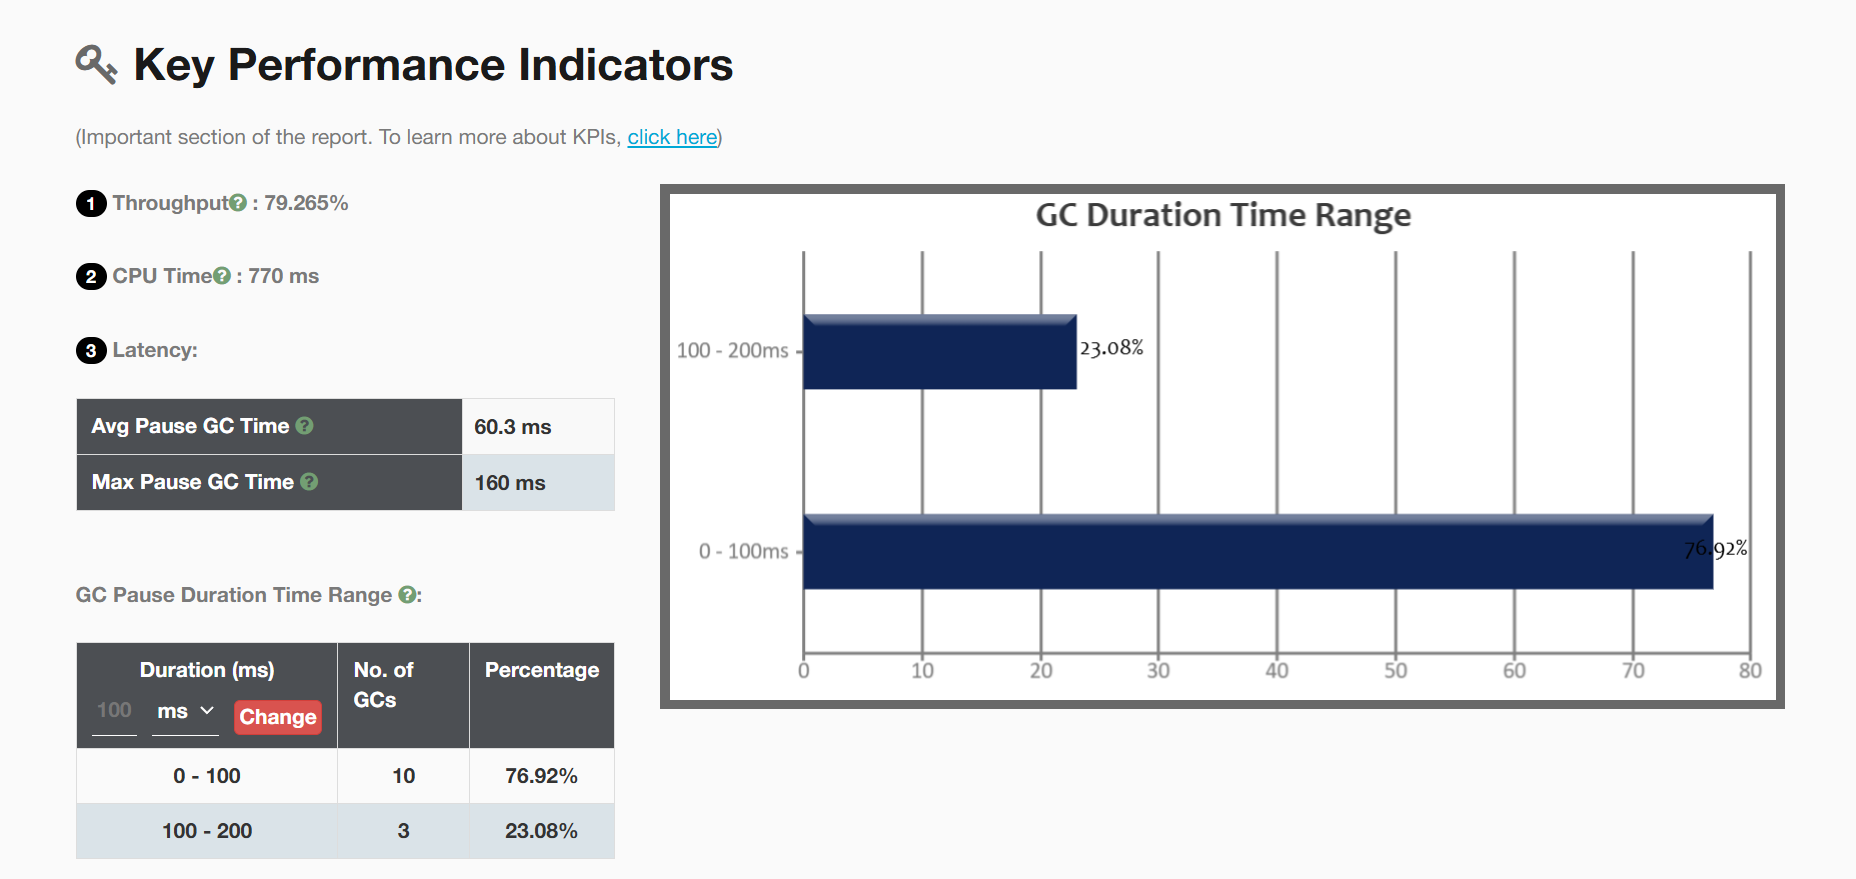 Key Performance Indicators
(Important section of the report. To learn more about KPIs, click here)
1 Throughput? : 79.265%
2 CPU Time? : 770 ms
3 Latency:
Avg Pause GC Time ? 60.3 ms
Max Pause GC Time ? 160 ms
GC Pause Duration Time Range ?:
Duration (ms) No. of GCs Percentage
100 ms Change
0 - 100 10 76.92%
100 - 200 3 23.08%
GC Duration Time Range
100 - 200ms 23.08%
0 - 100ms 76.92%
0 10 20 30 40 50 60 70 80